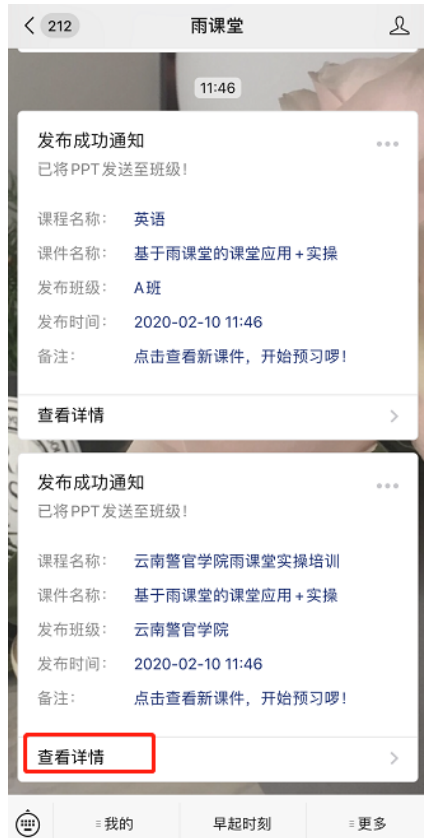 212
雨课堂
11:46
发布成功通知
已将PPT发送至班级！
课程名称： 英语
课件名称： 基于雨课堂的课堂应用+实操
发布班级： A班
发布时间： 2020-02-10 11:46
备注： 点击查看新课件，开始预习啰！
查看详情
发布成功通知
已将PPT发送至班级！
课程名称： 云南警官学院雨课堂实操培训
课件名称： 基于雨课堂的课堂应用+实操
发布班级： 云南警官学院
发布时间： 2020-02-10 11:46
备注： 点击查看新课件，开始预习啰！
查看详情
我的 早起时刻 更多